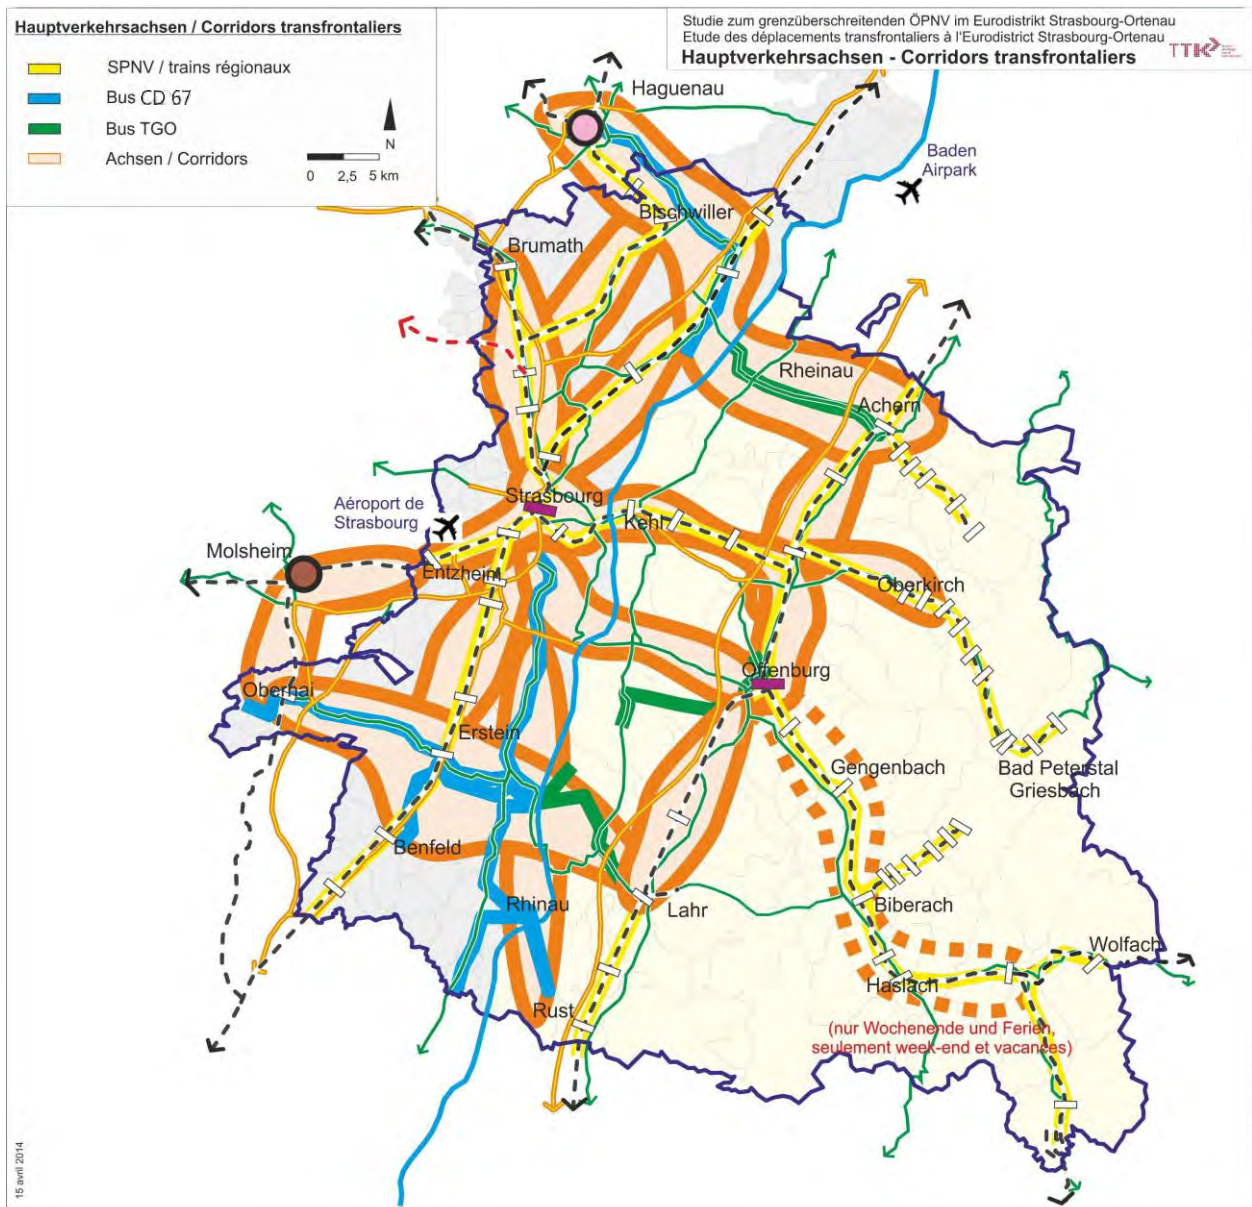 Hauptverkehrsachsen / Corridors transfrontaliers
SPNV / trains régionaux
Bus CD 67
Bus TGO
Achsen / Corridors
N
0 2,5 5 km
Studie zum grenzüberschreitenden ÖPNV im Eurodistrikt Strasbourg-Ortenau
Etude des déplacements transfrontaliers à l'Eurodistrict Strasbourg-Ortenau
Hauptverkehrsachsen - Corridors transfrontaliers
TTK
Haguenau
Baden
Airpark
Bischwiller
Brumath
Rheinau
Achern
Strasbourg
Aéroport de
Strasbourg
Kehl
Molsheim
Entzheim
Oberkirch
Offenburg
Oberhai
Erstein
Gengenbach
Bad Peterstal
Griesbach
Benfeld
Rhinau
Lahr
Biberach
Wolfach
Haslach
Rust
(nur Wochenende und Ferien,
seulement week-end et vacances)
15 avril 2014